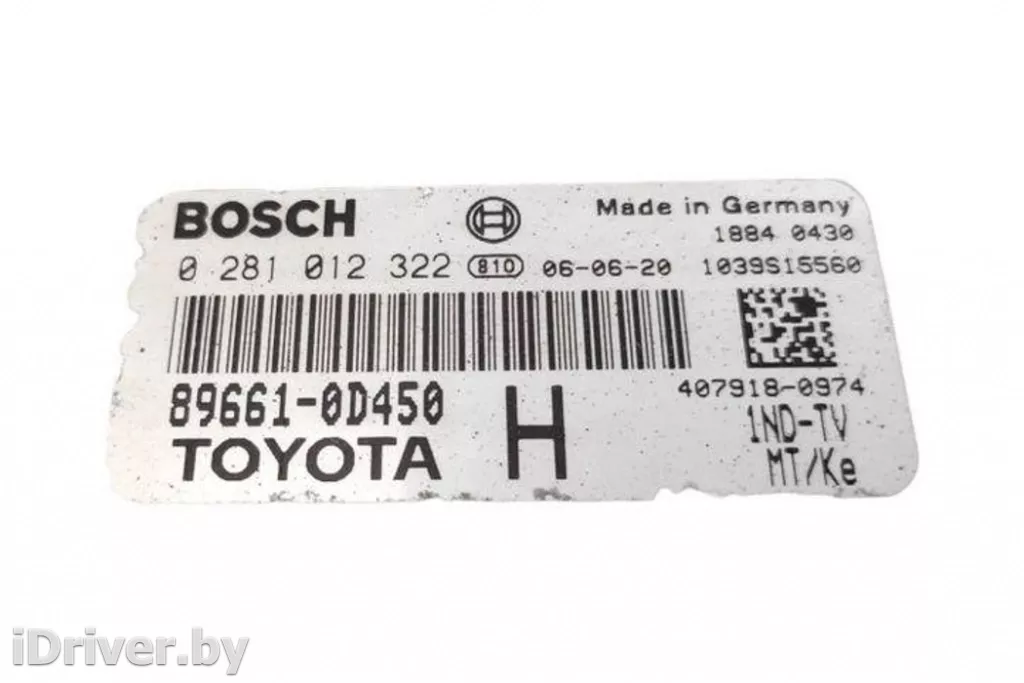 BOSCH
Made in Germany
1884 0430
0 281 012 322 810 06-06-20 1039S15560
407918-0974
89661-0D450
H
1ND-TV
TOYOTA
MT/Ke
iDriver.by